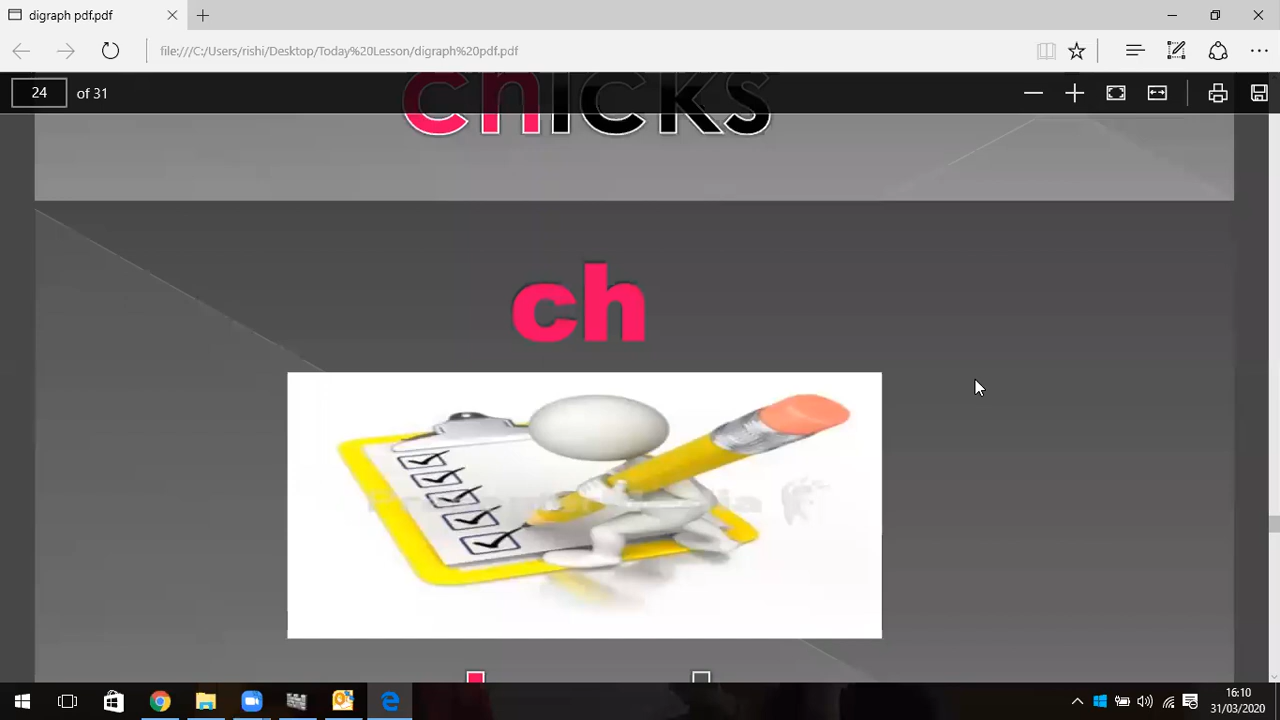 digraph pdf.pdf
file:///C:/Users/rishi/Desktop/Today%20Lesson/digraph%20pdf.pdf
24 of 31
chicks
ch
16:10
31/03/2020